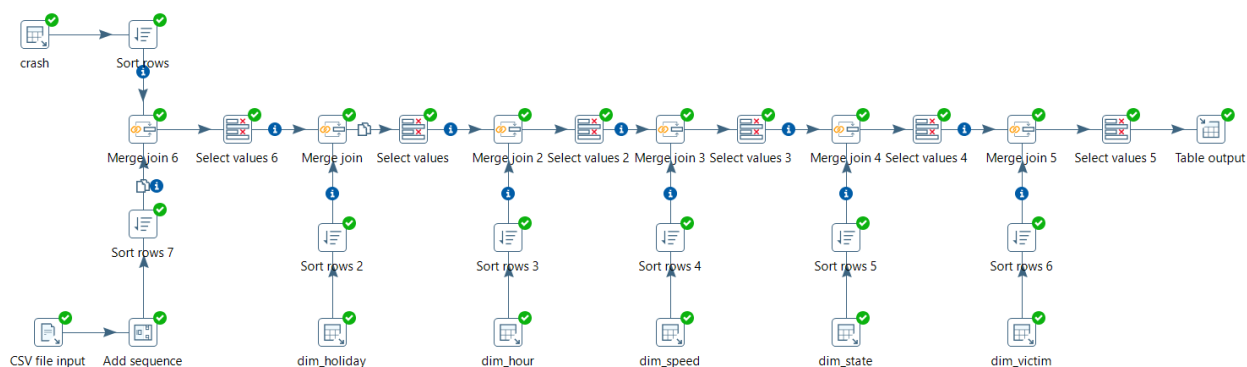 crash
Sort rows
Merge join 6
Select values 6
Merge join
Select values
Merge join 2
Select values 2
Merge join 3
Select values 3
Merge join 4
Select values 4
Merge join 5
Select values 5
Table output
Sort rows 7
Sort rows 2
Sort rows 3
Sort rows 4
Sort rows 5
Sort rows 6
CSV file input
Add sequence
dim_holiday
dim_hour
dim_speed
dim_state
dim_victim